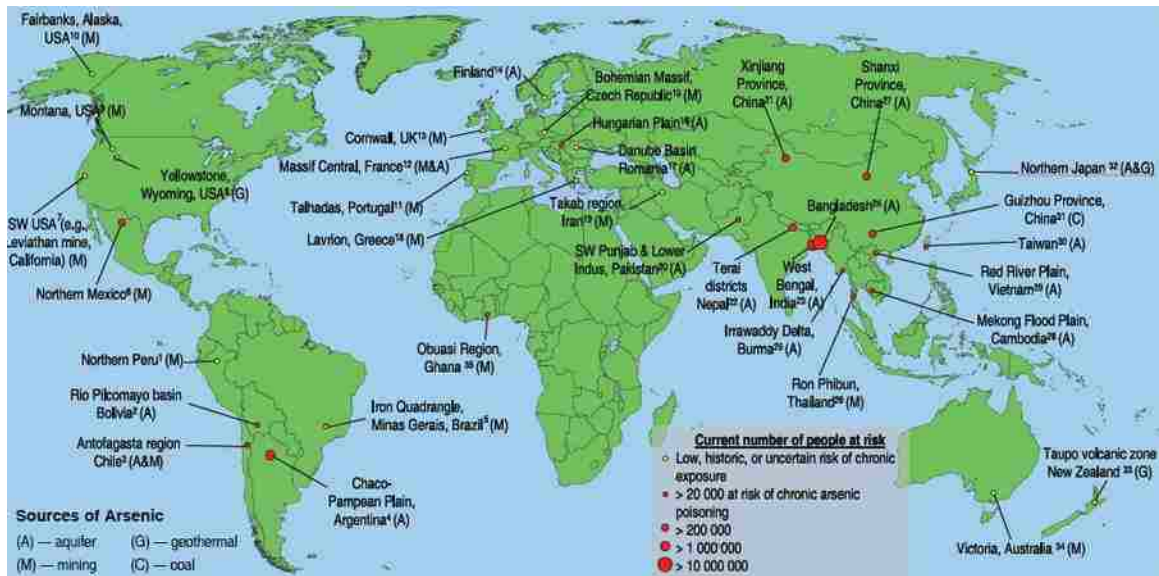 Fairbanks, Alaska,
USA¹⁰ (M)
Montana, USA⁹ (M)
Yellowstone,
Wyoming, USA⁸ (G)
SW USA⁷ (e.g.,
Leviathan mine,
California) (M)
Northern Mexico⁶ (M)
Northern Peru¹ (M)
Rio Pilcomayo basin
Bolivia² (A)
Antofagasta region
Chile³ (A&M)
Chaco-
Pampean Plain,
Argentina⁴ (A)
Iron Quadrangle,
Minas Gerais, Brazil⁵ (M)
Finland¹⁴ (A)
Bohemian Massif,
Czech Republic¹⁵ (M)
Hungarian Plain¹⁶ (A)
Cornwall, UK¹³ (M)
Massif Central, France¹² (M&A)
Danube Basin
Romania¹⁷ (A)
Talhadas, Portugal¹¹ (M)
Lavrion, Greece¹⁸ (M)
Takab region,
Iran¹⁹ (M)
SW Punjab & Lower
Indus, Pakistan²⁰ (A)
Obuasi Region,
Ghana ³⁵ (M)
Xinjiang
Province,
China²¹ (A)
Shanxi
Province,
China²⁷ (A)
Northern Japan ³² (A&G)
Bangladesh²⁴ (A)
Guizhou Province,
China³¹ (C)
Taiwan³⁰ (A)
Terai
districts
Nepal²² (A)
West
Bengal,
India²³ (A)
Red River Plain,
Vietnam²⁹ (A)
Irrawaddy Delta,
Burma²⁵ (A)
Mekong Flood Plain,
Cambodia²⁸ (A)
Ron Phibun,
Thailand²⁶ (M)
Taupo volcanic zone
New Zealand ³³ (G)
Victoria, Australia ³⁴ (M)
Current number of people at risk
Low, historic, or uncertain risk of chronic
exposure
> 20 000 at risk of chronic arsenic
poisoning
> 200 000
> 1 000 000
> 10 000 000
Sources of Arsenic
(A) — aquifer (G) — geothermal
(M) — mining (C) — coal